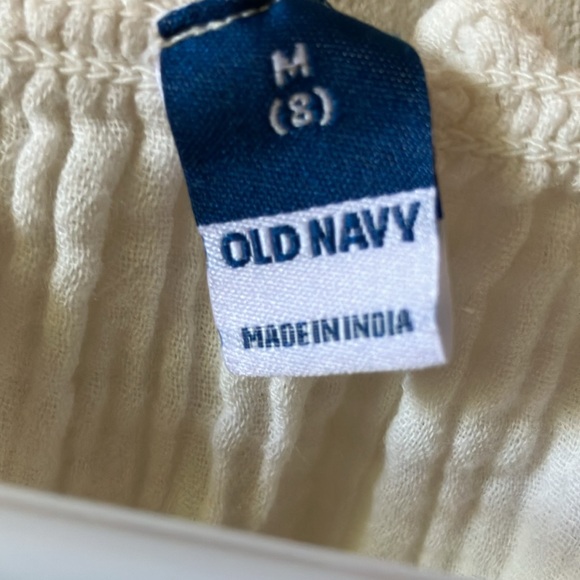 M
(8)
OLD NAVY
MADE IN INDIA